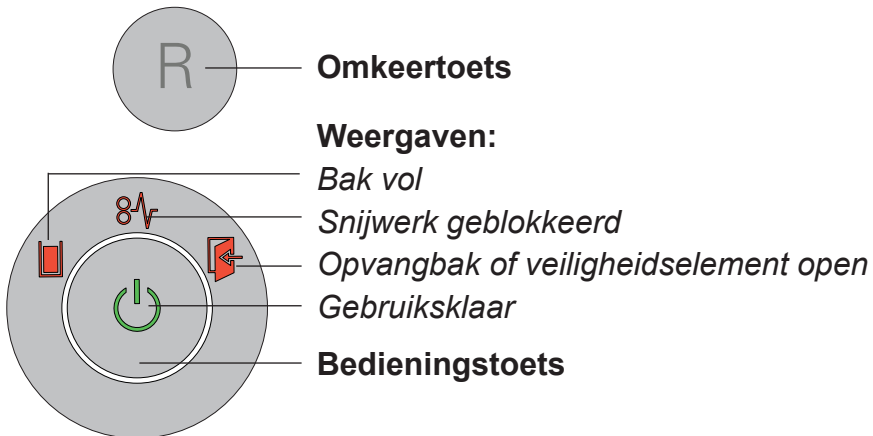 R
Omkeertoets
Weergaven:
Bak vol
Snijwerk geblokkeerd
Opvangbak of veiligheidselement open
Gebruiksklaar
Bedieningstoets